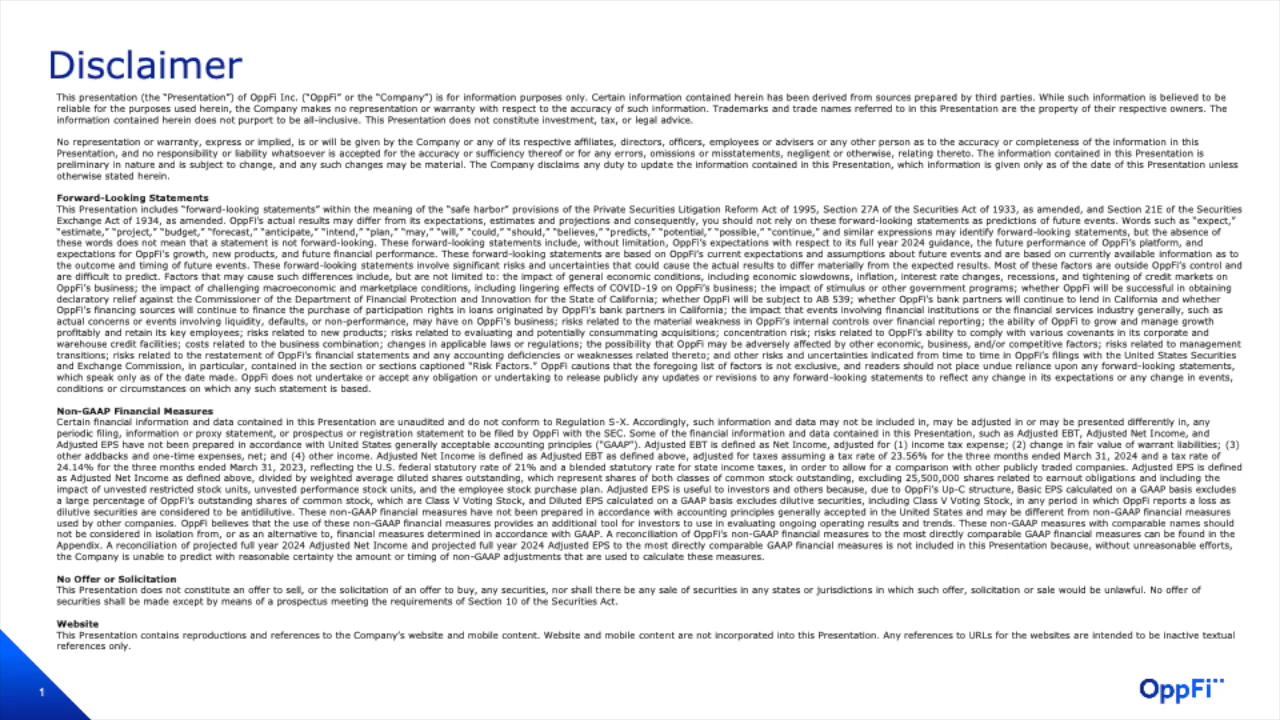 Disclaimer
This presentation (the “Presentation”) of OppFi Inc. (“OppFi” or the “Company”) is for information purposes only. Certain information contained herein has been derived from sources prepared by third parties. While such information is believed to be
reliable for the purposes used herein, the Company makes no representation or warranty with respect to the accuracy of such information. Trademarks and trade names referred to in this Presentation are the property of their respective owners. The
information contained herein does not purport to be all-inclusive. This Presentation does not constitute investment, tax, or legal advice.
No representation or warranty, express or implied, is or will be given by the Company or any of its respective affiliates, directors, officers, employees or advisers or any other person as to the accuracy or completeness of the information in this
Presentation, and no responsibility or liability whatsoever is accepted for the accuracy or sufficiency thereof or for any errors, omissions or misstatements, negligent or otherwise, relating thereto. The information contained in this Presentation is
preliminary in nature and is subject to change, and any such changes may be material. The Company disclaims any duty to update the information contained in this Presentation, which information is given only as of the date of this Presentation unless
otherwise stated herein.
Forward-Looking Statements
This Presentation includes “forward-looking statements” within the meaning of the “safe harbor” provisions of the Private Securities Litigation Reform Act of 1995, Section 27A of the Securities Act of 1933, as amended, and Section 21E of the Securities
Exchange Act of 1934, as amended. OppFi’s actual results may differ from its expectations, estimates and projections and consequently, you should not rely on these forward-looking statements as predictions of future events. Words such as “expect,”
“estimate,” “project,” “budget,” “forecast,” “anticipate,” “intend,” “plan,” “may,” “will,” “could,” “should,” “believes,” “predicts,” “potential,” “possible,” “continue,” and similar expressions may identify forward-looking statements, but the absence of
these words does not mean that a statement is not forward-looking. These forward-looking statements include, without limitation, OppFi’s expectations with respect to its full year 2024 guidance, the future performance of OppFi’s platform, and
expectations for OppFi’s growth, new products, and future financial performance. These forward-looking statements are based on OppFi’s current expectations and assumptions about future events and are based on currently available information as to
the outcome and timing of future events. These forward-looking statements involve significant risks and uncertainties that could cause the actual results to differ materially from the expected results. Most of these factors are outside OppFi’s control and
are difficult to predict. Factors that may cause such differences include, but are not limited to: the impact of general economic conditions, including economic slowdowns, inflation, interest rate changes, recessions, and tightening of credit markets on
OppFi’s business; the impact of challenging macroeconomic and marketplace conditions, including lingering effects of COVID-19 on OppFi’s business; the impact of stimulus or other government programs; whether OppFi will be successful in obtaining
declaratory relief against the Commissioner of the Department of Financial Protection and Innovation for the State of California; whether OppFi will be subject to AB 539; whether OppFi’s bank partners will continue to lend in California and whether
OppFi’s financing sources will continue to finance the purchase of participation rights in loans originated by OppFi’s bank partners in California; the impact that events involving financial institutions or the financial services industry generally, such as
actual concerns or events involving liquidity, defaults, or non-performance, may have on OppFi’s business; risks related to the material weakness in OppFi’s internal controls over financial reporting; the ability of OppFi to grow and manage growth
profitably and retain its key employees; risks related to new products; risks related to evaluating and potentially consummating acquisitions; concentration risk; risks related to OppFi’s ability to comply with various covenants in its corporate and
warehouse credit facilities; costs related to the business combination; changes in applicable laws or regulations; the possibility that OppFi may be adversely affected by other economic, business, and/or competitive factors; risks related to management
transitions; risks related to the restatement of OppFi’s financial statements and any accounting deficiencies or weaknesses related thereto; and other risks and uncertainties indicated from time to time in OppFi’s filings with the United States Securities
and Exchange Commission, in particular, contained in the section or sections captioned “Risk Factors.” OppFi cautions that the foregoing list of factors is not exclusive, and readers should not place undue reliance upon any forward-looking statements,
which speak only as of the date made. OppFi does not undertake or accept any obligation or undertaking to release publicly any updates or revisions to any forward-looking statements to reflect any change in its expectations or any change in events,
conditions or circumstances on which any such statement is based.
Non-GAAP Financial Measures
Certain financial information and data contained in this Presentation are unaudited and do not conform to Regulation S-X. Accordingly, such information and data may not be included in, may be adjusted in or may be presented differently in, any
periodic filing, information or proxy statement, or prospectus or registration statement to be filed by OppFi with the SEC. Some of the financial information and data contained in this Presentation, such as Adjusted EBT, Adjusted Net Income, and
Adjusted EPS have not been prepared in accordance with United States generally acceptable accounting principles (“GAAP”). Adjusted EBT is defined as Net Income, adjusted for (1) income tax expense; (2) change in fair value of warrant liabilities; (3)
other addbacks and one-time expenses, net; and (4) other income. Adjusted Net Income is defined as Adjusted EBT as defined above, adjusted for taxes assuming a tax rate of 23.56% for the three months ended March 31, 2024 and a tax rate of
24.14% for the three months ended March 31, 2023, reflecting the U.S. federal statutory rate of 21% and a blended statutory rate for state income taxes, in order to allow for a comparison with other publicly traded companies. Adjusted EPS is defined
as Adjusted Net Income as defined above, divided by weighted average diluted shares outstanding, which represent shares of both classes of common stock outstanding, excluding 25,500,000 shares related to earnout obligations and including the
impact of unvested restricted stock units, unvested performance stock units, and the employee stock purchase plan. Adjusted EPS is useful to investors and others because, due to OppFi’s Up-C structure, Basic EPS calculated on a GAAP basis excludes
a large percentage of OppFi’s outstanding shares of common stock, which are Class V Voting Stock, and Diluted EPS calculated on a GAAP basis excludes dilutive securities, including Class V Voting Stock, in any period in which OppFi reports a loss as
dilutive securities are considered to be antidilutive. These non-GAAP financial measures have not been prepared in accordance with accounting principles generally accepted in the United States and may be different from non-GAAP financial measures
used by other companies. OppFi believes that the use of these non-GAAP financial measures provides an additional tool for investors to use in evaluating ongoing operating results and trends. These non-GAAP measures with comparable names should
not be considered in isolation from, or as an alternative to, financial measures determined in accordance with GAAP. A reconciliation of OppFi’s non-GAAP financial measures to the most directly comparable GAAP financial measures can be found in the
Appendix. A reconciliation of projected full year 2024 Adjusted Net Income and projected full year 2024 Adjusted EPS to the most directly comparable GAAP financial measures is not included in this Presentation because, without unreasonable efforts,
the Company is unable to predict with reasonable certainty the amount or timing of non-GAAP adjustments that are used to calculate these measures.
No Offer or Solicitation
This Presentation does not constitute an offer to sell, or the solicitation of an offer to buy, any securities, nor shall there be any sale of securities in any states or jurisdictions in which such offer, solicitation or sale would be unlawful. No offer of
securities shall be made except by means of a prospectus meeting the requirements of Section 10 of the Securities Act.
Website
This Presentation contains reproductions and references to the Company’s website and mobile content. Website and mobile content are not incorporated into this Presentation. Any references to URLs for the websites are intended to be inactive textual
references only.
1
OppFi